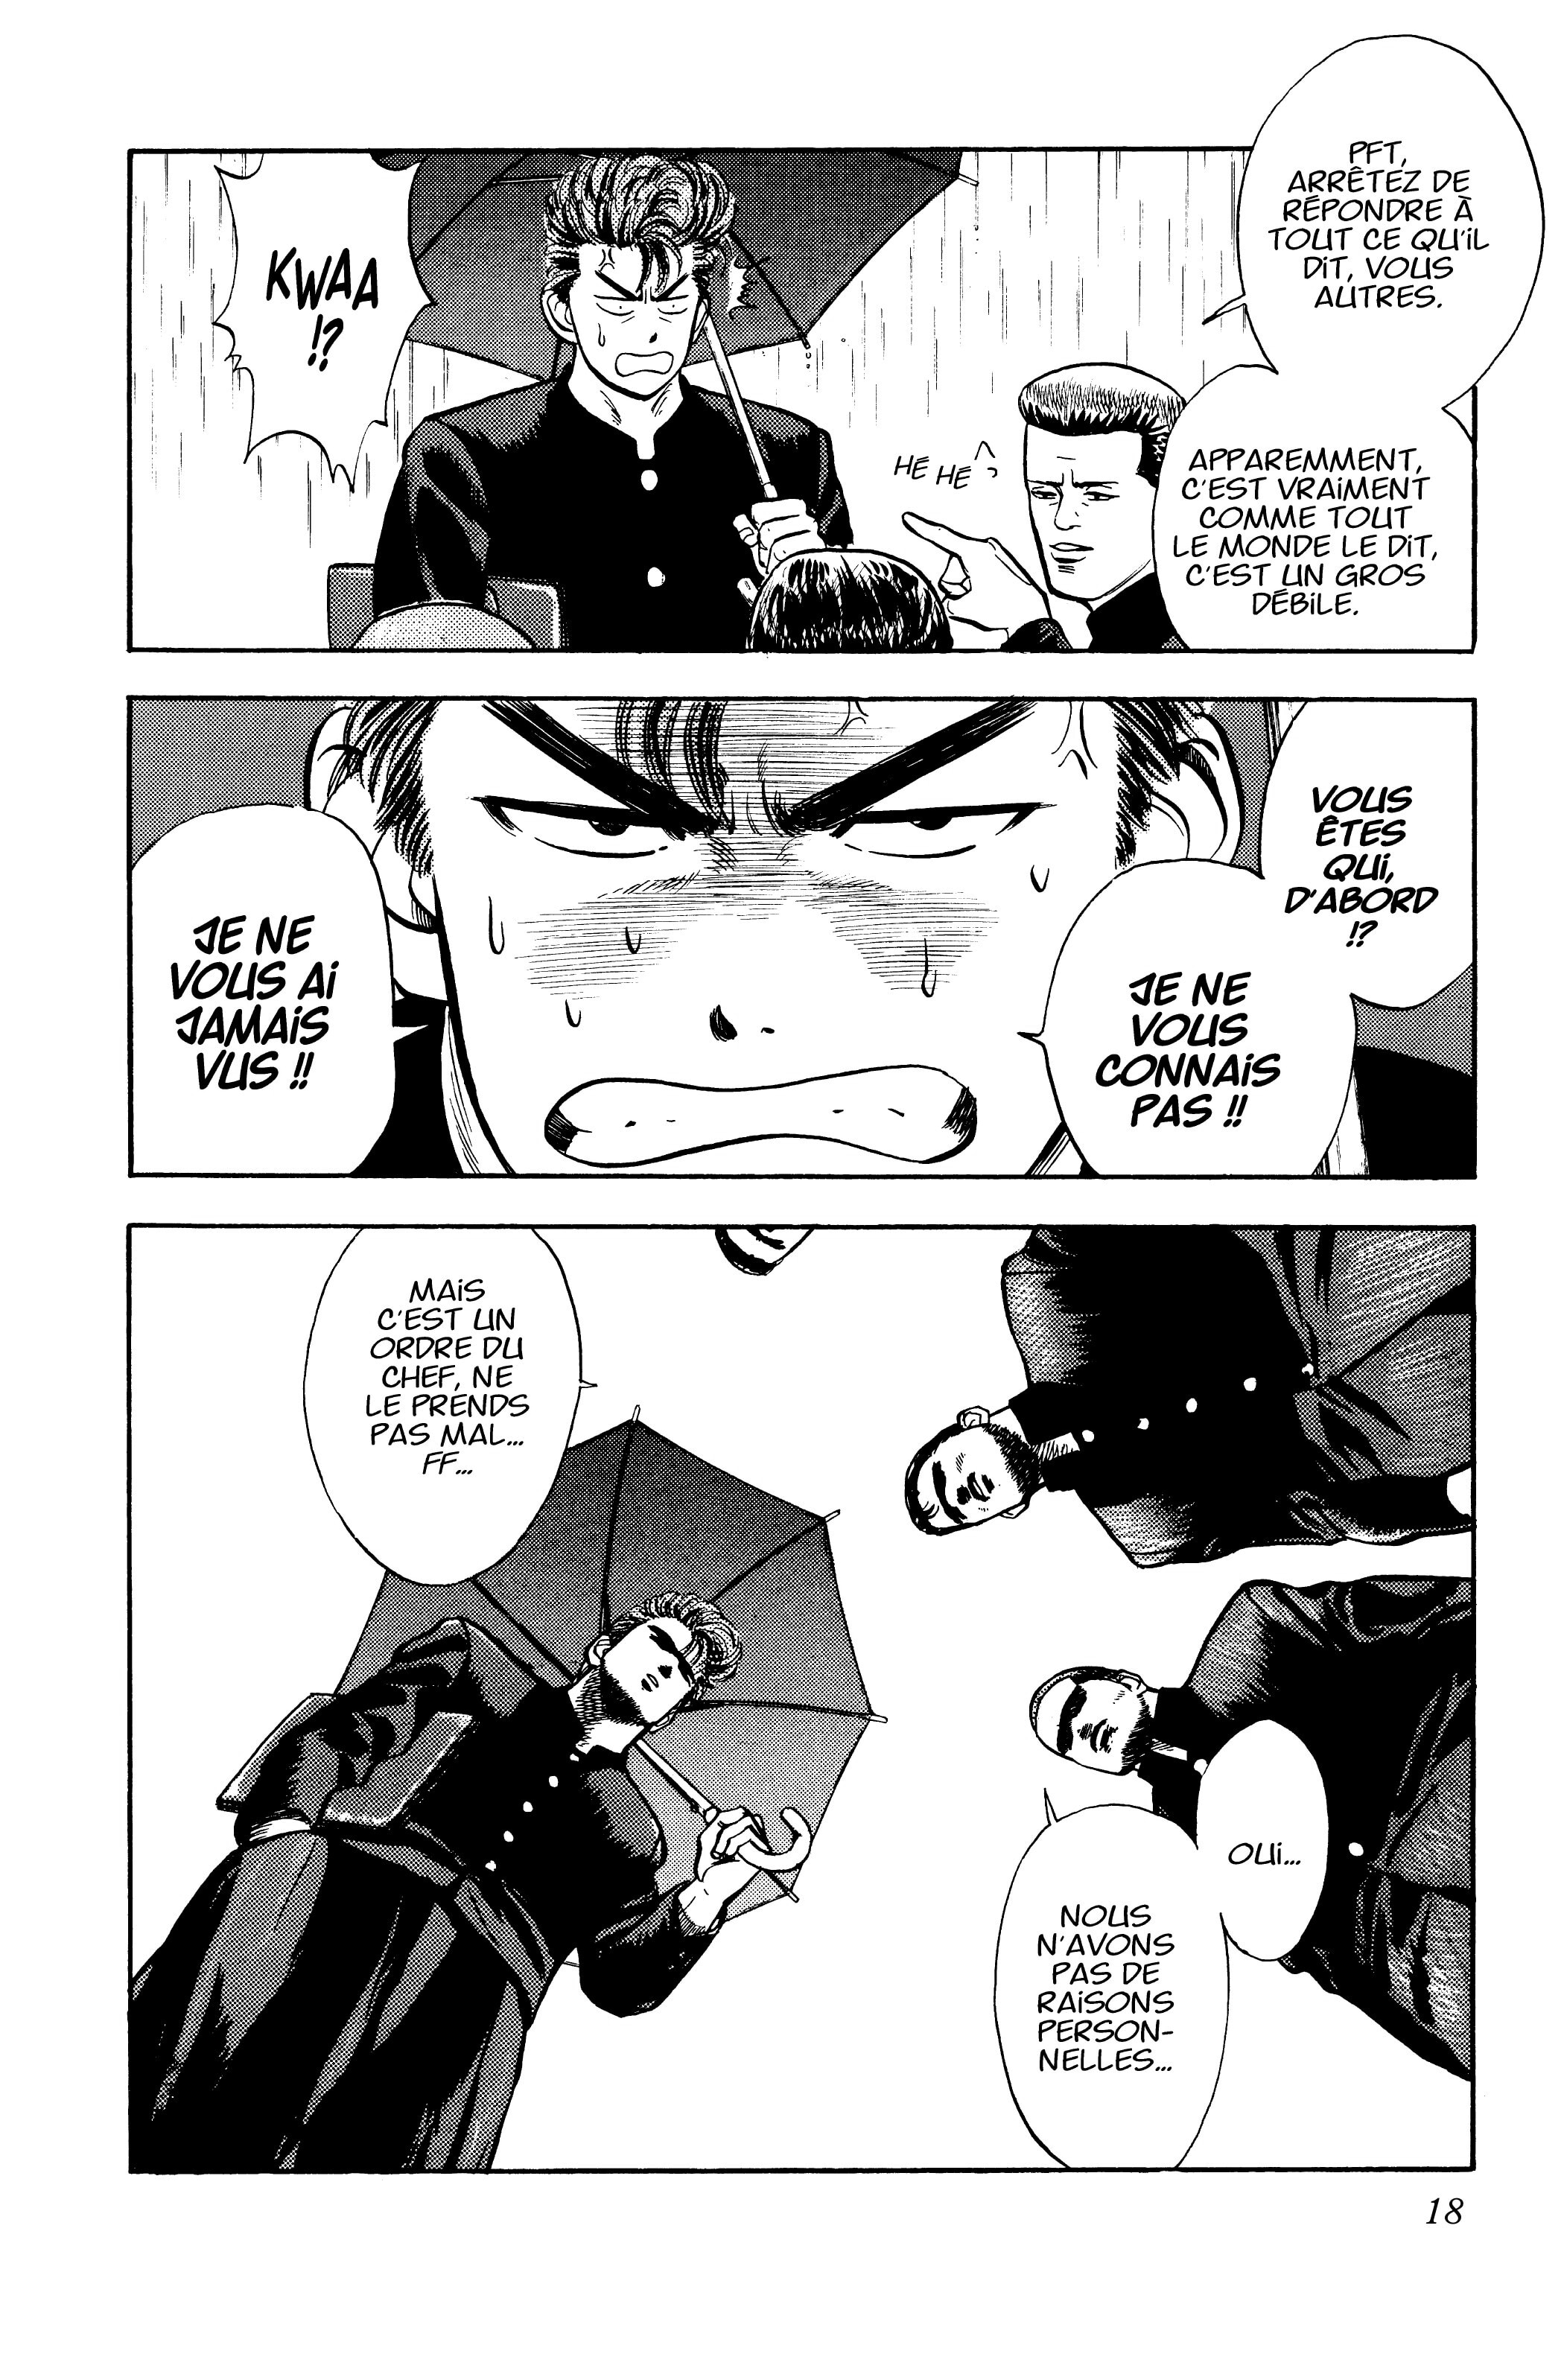 PFT,
ARRÊTEZ DE
RÉPONDRE À
TOUT CE QU'iL
DiT, VOUS
AUTRES.
APPAREMMENT,
C'EST VRAiMENT
COMME TOUT
LE MONDE LE DiT,
C'EST UN GROS
DÉBiLE.
HÉ HÉ
KWAA
!?
VOUS
ÊTES
QUi,
D'ABORD
!?
JE NE
VOUS
CONNAiS
PAS !!
JE NE
VOUS Ai
JAMAiS
VUS !!
OUi...
NOUS
N'AVONS
PAS DE
RAiSONS
PERSON-
NELLES...
MAiS
C'EST UN
ORDRE DU
CHEF, NE
LE PRENDS
PAS MAL...
FF...
18